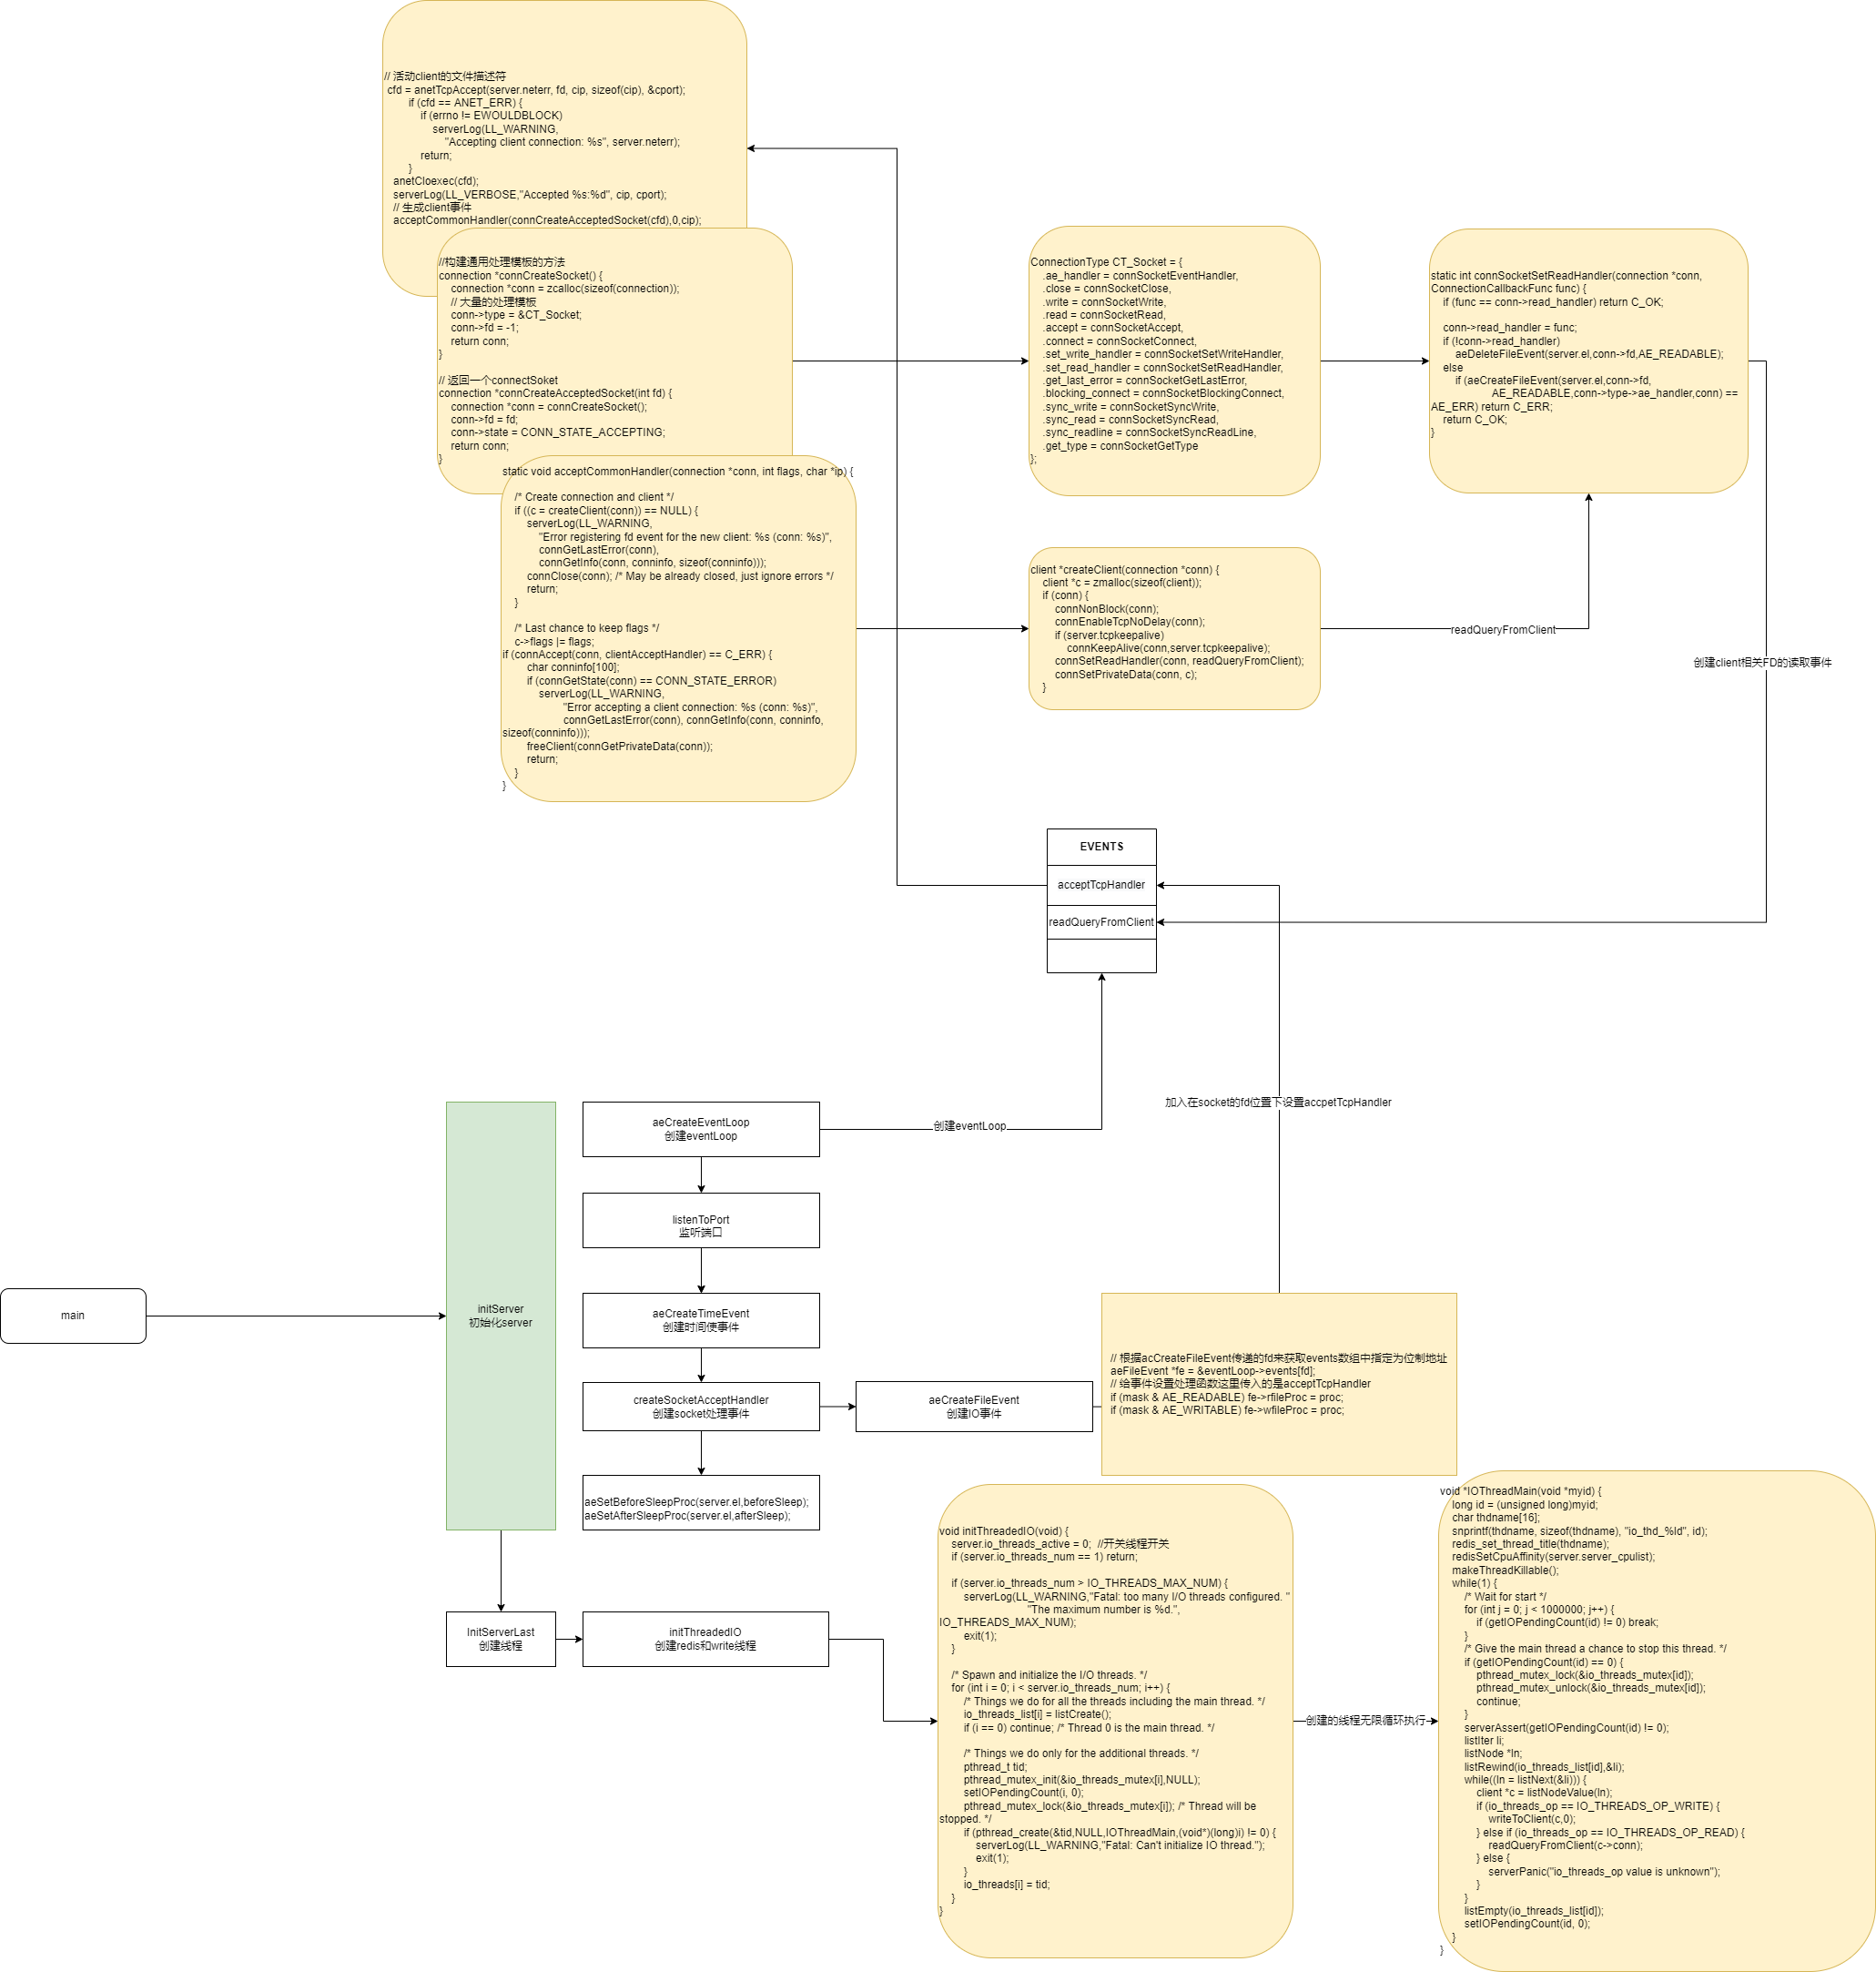 // 活动client的文件描述符
cfd = anetTcpAccept(server.neterr, fd, cip, sizeof(cip), &cport);
if (cfd == ANET_ERR) {
if (errno != EWOULDBLOCK)
serverLog(LL_WARNING,
"Accepting client connection: %s", server.neterr);
return;
}
anetCloexec(cfd);
serverLog(LL_VERBOSE,"Accepted %s:%d", cip, cport);
// 生成client事件
acceptCommonHandler(connCreateAcceptedSocket(cfd),0,cip);
//构建通用处理模板的方法
connection *connCreateSocket() {
connection *conn = zcalloc(sizeof(connection));
// 大量的处理模板
conn->type = &CT_Socket;
conn->fd = -1;
return conn;
}
// 返回一个connectSoket
connection *connCreateAcceptedSocket(int fd) {
connection *conn = connCreateSocket();
conn->fd = fd;
conn->state = CONN_STATE_ACCEPTING;
return conn;
}
ConnectionType CT_Socket = {
.ae_handler = connSocketEventHandler,
.close = connSocketClose,
.write = connSocketWrite,
.read = connSocketRead,
.accept = connSocketAccept,
.connect = connSocketConnect,
.set_write_handler = connSocketSetWriteHandler,
.set_read_handler = connSocketSetReadHandler,
.get_last_error = connSocketGetLastError,
.blocking_connect = connSocketBlockingConnect,
.sync_write = connSocketSyncWrite,
.sync_read = connSocketSyncRead,
.sync_readline = connSocketSyncReadLine,
.get_type = connSocketGetType
};
static int connSocketSetReadHandler(connection *conn,
ConnectionCallbackFunc func) {
if (func == conn->read_handler) return C_OK;
conn->read_handler = func;
if (!conn->read_handler)
aeDeleteFileEvent(server.el,conn->fd,AE_READABLE);
else
if (aeCreateFileEvent(server.el,conn->fd,
AE_READABLE,conn->type->ae_handler,conn) ==
AE_ERR) return C_ERR;
return C_OK;
}
static void acceptCommonHandler(connection *conn, int flags, char *ip) {
/* Create connection and client */
if ((c = createClient(conn)) == NULL) {
serverLog(LL_WARNING,
"Error registering fd event for the new client: %s (conn: %s)",
connGetLastError(conn),
connGetInfo(conn, conninfo, sizeof(conninfo)));
connClose(conn); /* May be already closed, just ignore errors */
return;
}
/* Last chance to keep flags */
c->flags |= flags;
if (connAccept(conn, clientAcceptHandler) == C_ERR) {
char conninfo[100];
if (connGetState(conn) == CONN_STATE_ERROR)
serverLog(LL_WARNING,
"Error accepting a client connection: %s (conn: %s)",
connGetLastError(conn), connGetInfo(conn, conninfo,
sizeof(conninfo)));
freeClient(connGetPrivateData(conn));
return;
}
}
client *createClient(connection *conn) {
client *c = zmalloc(sizeof(client));
if (conn) {
connNonBlock(conn);
connEnableTcpNoDelay(conn);
if (server.tcpkeepalive)
connKeepAlive(conn,server.tcpkeepalive);
connSetReadHandler(conn, readQueryFromClient);
connSetPrivateData(conn, c);
}
readQueryFromClient
创建client相关FD的读取事件
EVENTS
acceptTcpHandler
readQueryFromClient
加入在socket的fd位置下设置accpetTcpHandler
创建eventLoop
aeCreateEventLoop
创建eventLoop
listenToPort
监听端口
main
initServer
初始化server
aeCreateTimeEvent
创建时间使事件
createSocketAcceptHandler
创建socket处理事件
aeCreateFileEvent
创建IO事件
// 根据acCreateFileEvent传递的fd来获取events数组中指定为位制地址
aeFileEvent *fe = &eventLoop->events[fd];
// 给事件设置处理函数这里传入的是acceptTcpHandler
if (mask & AE_READABLE) fe->rfileProc = proc;
if (mask & AE_WRITABLE) fe->wfileProc = proc;
aeSetBeforeSleepProc(server.el,beforeSleep);
aeSetAfterSleepProc(server.el,afterSleep);
InitServerLast
创建线程
initThreadedIO
创建redis和write线程
void initThreadedIO(void) {
server.io_threads_active = 0;  //开关线程开关
if (server.io_threads_num == 1) return;
if (server.io_threads_num > IO_THREADS_MAX_NUM) {
serverLog(LL_WARNING,"Fatal: too many I/O threads configured. "
"The maximum number is %d.",
IO_THREADS_MAX_NUM);
exit(1);
}
/* Spawn and initialize the I/O threads. */
for (int i = 0; i < server.io_threads_num; i++) {
/* Things we do for all the threads including the main thread. */
io_threads_list[i] = listCreate();
if (i == 0) continue; /* Thread 0 is the main thread. */
/* Things we do only for the additional threads. */
pthread_t tid;
pthread_mutex_init(&io_threads_mutex[i],NULL);
setIOPendingCount(i, 0);
pthread_mutex_lock(&io_threads_mutex[i]); /* Thread will be
stopped. */
if (pthread_create(&tid,NULL,IOThreadMain,(void*)(long)i) != 0) {
serverLog(LL_WARNING,"Fatal: Can't initialize IO thread.");
exit(1);
}
io_threads[i] = tid;
}
}
创建的线程无限循环执行
void *IOThreadMain(void *myid) {
long id = (unsigned long)myid;
char thdname[16];
snprintf(thdname, sizeof(thdname), "io_thd_%ld", id);
redis_set_thread_title(thdname);
redisSetCpuAffinity(server.server_cpulist);
makeThreadKillable();
while(1) {
/* Wait for start */
for (int j = 0; j < 1000000; j++) {
if (getIOPendingCount(id) != 0) break;
}
/* Give the main thread a chance to stop this thread. */
if (getIOPendingCount(id) == 0) {
pthread_mutex_lock(&io_threads_mutex[id]);
pthread_mutex_unlock(&io_threads_mutex[id]);
continue;
}
serverAssert(getIOPendingCount(id) != 0);
listIter li;
listNode *ln;
listRewind(io_threads_list[id],&li);
while((ln = listNext(&li))) {
client *c = listNodeValue(ln);
if (io_threads_op == IO_THREADS_OP_WRITE) {
writeToClient(c,0);
} else if (io_threads_op == IO_THREADS_OP_READ) {
readQueryFromClient(c->conn);
} else {
serverPanic("io_threads_op value is unknown");
}
}
listEmpty(io_threads_list[id]);
setIOPendingCount(id, 0);
}
}